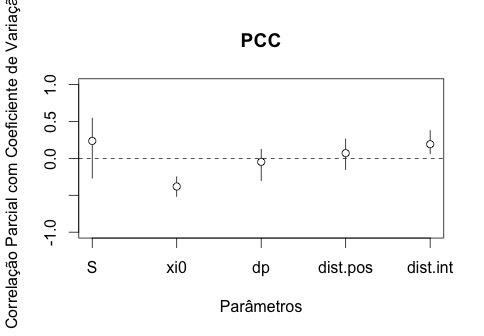 PCC
Correlação Parcial com Coeficiente de Variaçã
1.0
0.5
0.0
-1.0
S
xi0
dp
dist.pos
dist.int
Parâmetros